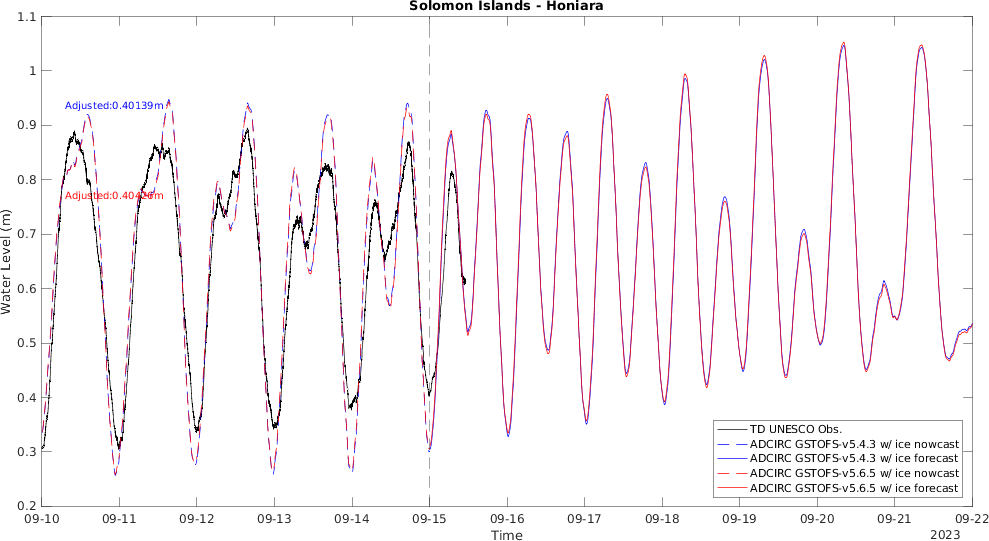 Solomon Islands - Honiara
Water Level (m)
1.1
1
0.9
0.8
0.7
0.6
0.5
0.4
0.3
0.2
Adjusted:0.40139m
TD UNESCO Obs.
ADCIRC GSTOFS-v5.4.3 w/ ice nowcast
ADCIRC GSTOFS-v5.4.3 w/ ice forecast
ADCIRC GSTOFS-v5.6.5 w/ ice nowcast
ADCIRC GSTOFS-v5.6.5 w/ ice forecast
09-10 09-11 09-12 09-13 09-14 09-15 09-16 09-17 09-18 09-19 09-20 09-21 09-22
Time
2023